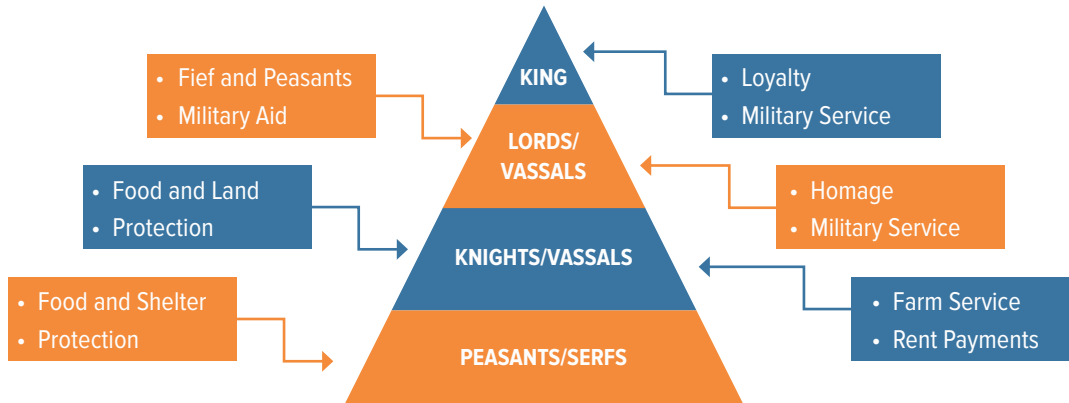 KING
• Fief and Peasants
• Military Aid
• Loyalty
• Military Service
LORDS/
VASSALS
• Food and Land
• Protection
• Homage
• Military Service
KNIGHTS/VASSALS
• Food and Shelter
• Protection
• Farm Service
• Rent Payments
PEASANTS/SERFS